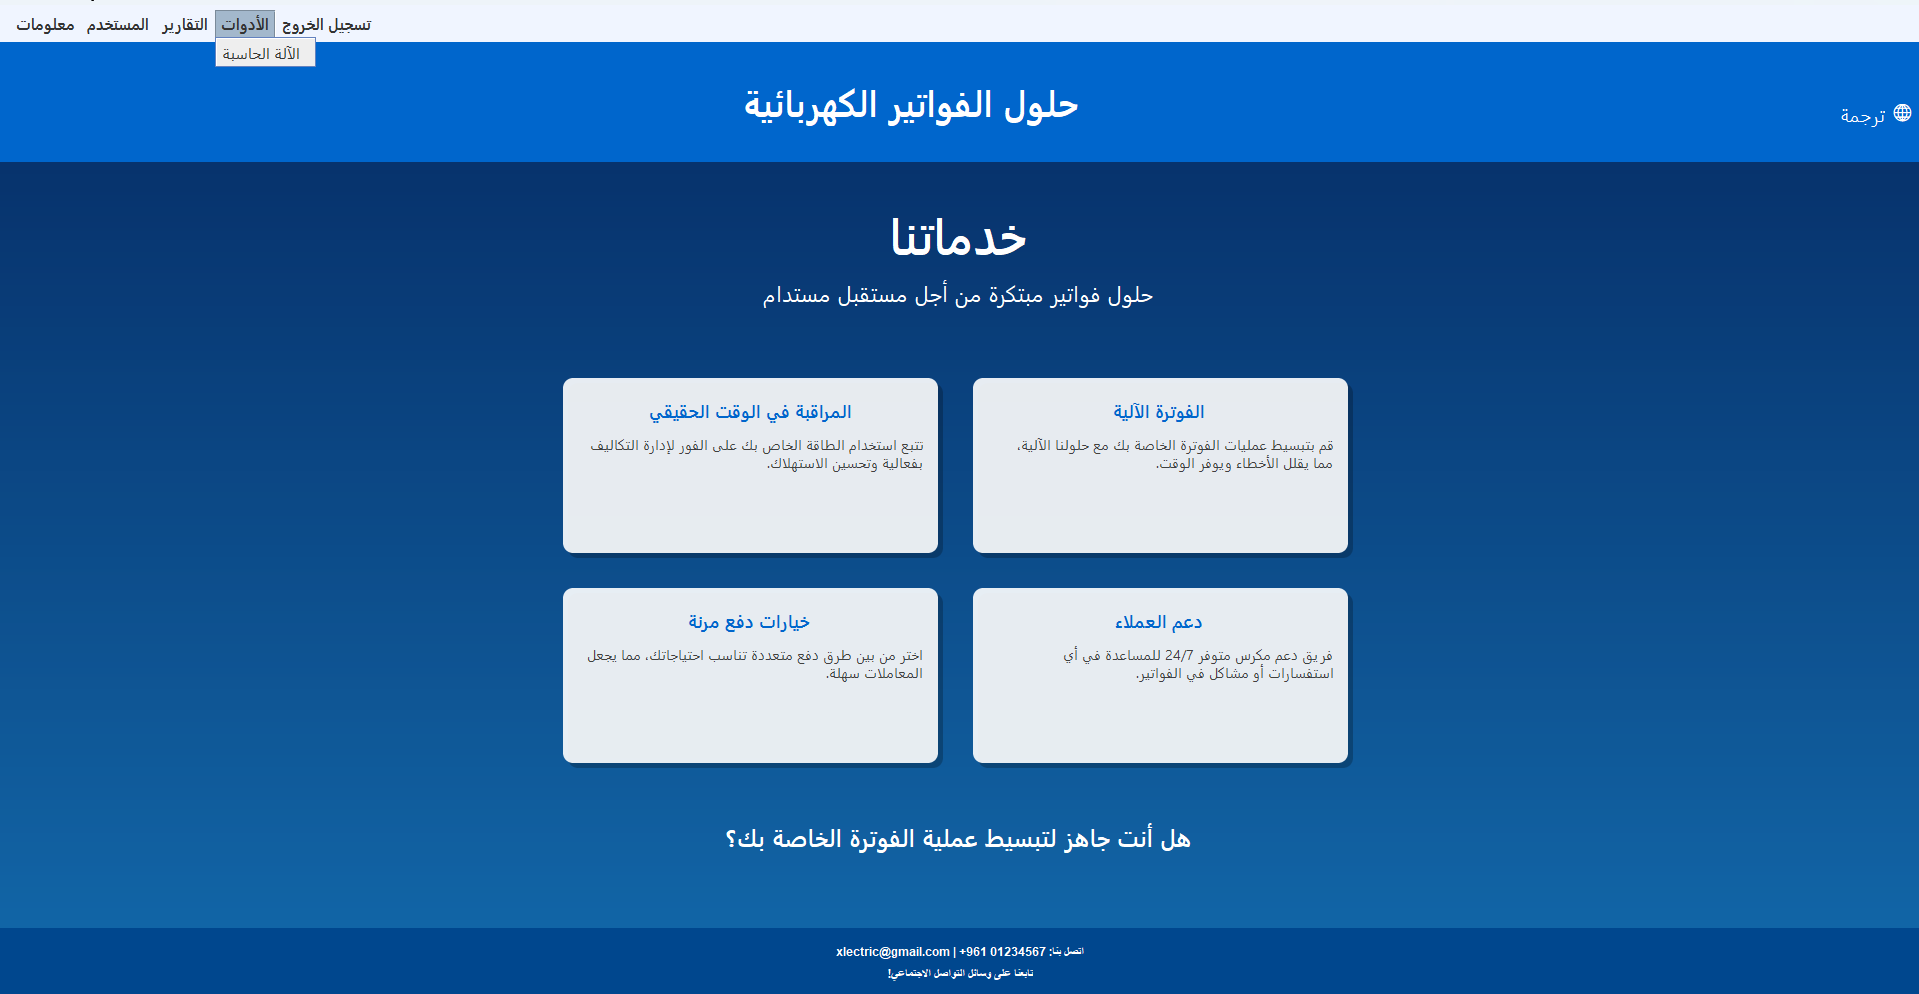 معلومات المستخدم التقارير الأدوات تسجيل الخروج
الآلة الحاسبة
حلول الفواتير الكهربائية
ترجمة
خدماتنا
حلول فواتير مبتكرة من أجل مستقبل مستدام
الفوترة الآلية
قم بتبسيط عمليات الفوترة الخاصة بك مع حلولنا الآلية،
مما يقلل الأخطاء ويوفر الوقت.
المراقبة في الوقت الحقيقي
تتبع استخدام الطاقة الخاص بك على الفور لإدارة التكاليف
بفعالية وتحسين الاستهلاك.
دعم العملاء
فريق دعم مكرس متوفر 24/7 للمساعدة في أي
استفسارات أو مشاكل في الفواتير.
خيارات دفع مرنة
اختر من بين طرق دفع متعددة تناسب احتياجاتك، مما يجعل
المعاملات سهلة.
هل أنت جاهز لتبسيط عملية الفوترة الخاصة بك؟
اتصل بنا: xlectric@gmail.com | +961 01234567
تابعنا على وسائل التواصل الاجتماعي!